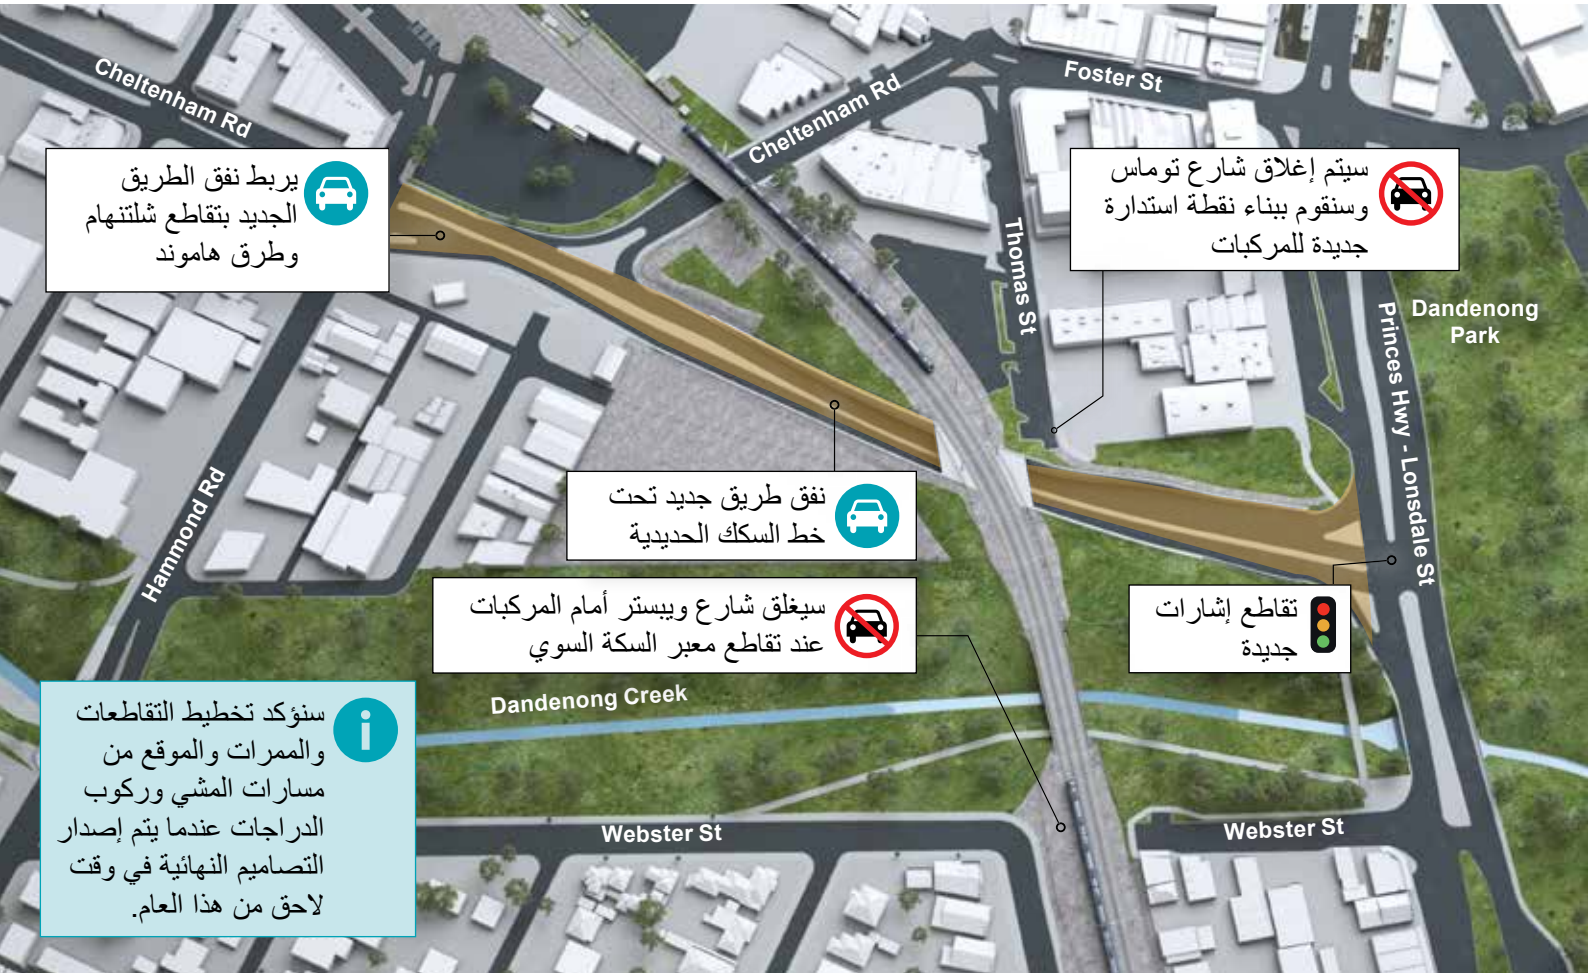 Cheltenham Rd
Foster St
Cheltenham Rd
يربط نفق الطريق
الجديد بتقاطع شلتنهام
وطرق هاموند
سيتم إغلاق شارع توماس
وسنقوم ببناء نقطة استدارة
جديدة للمركبات
Thomas St
Dandenong
Park
Princes Hwy - Lonsdale St
Hammond Rd
نفق طريق جديد تحت
خط السكك الحديدية
سيغلق شارع ويبستر أمام المركبات
عند تقاطع معبر السكة السوي
تقاطع إشارات
جديدة
Dandenong Creek
سنؤكد تخطيط التقاطعات
والممرات والموقع من
مسارات المشي وركوب
الدراجات عندما يتم إصدار
التصاميم النهائية في وقت
لاحق من هذا العام.
Webster St
Webster St